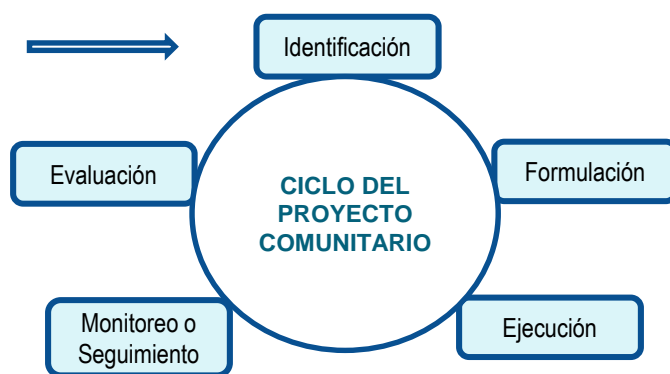 Identificación
Evaluación
Formulación
CICLO DEL
PROYECTO
COMUNITARIO
Monitoreo o
Seguimiento
Ejecución